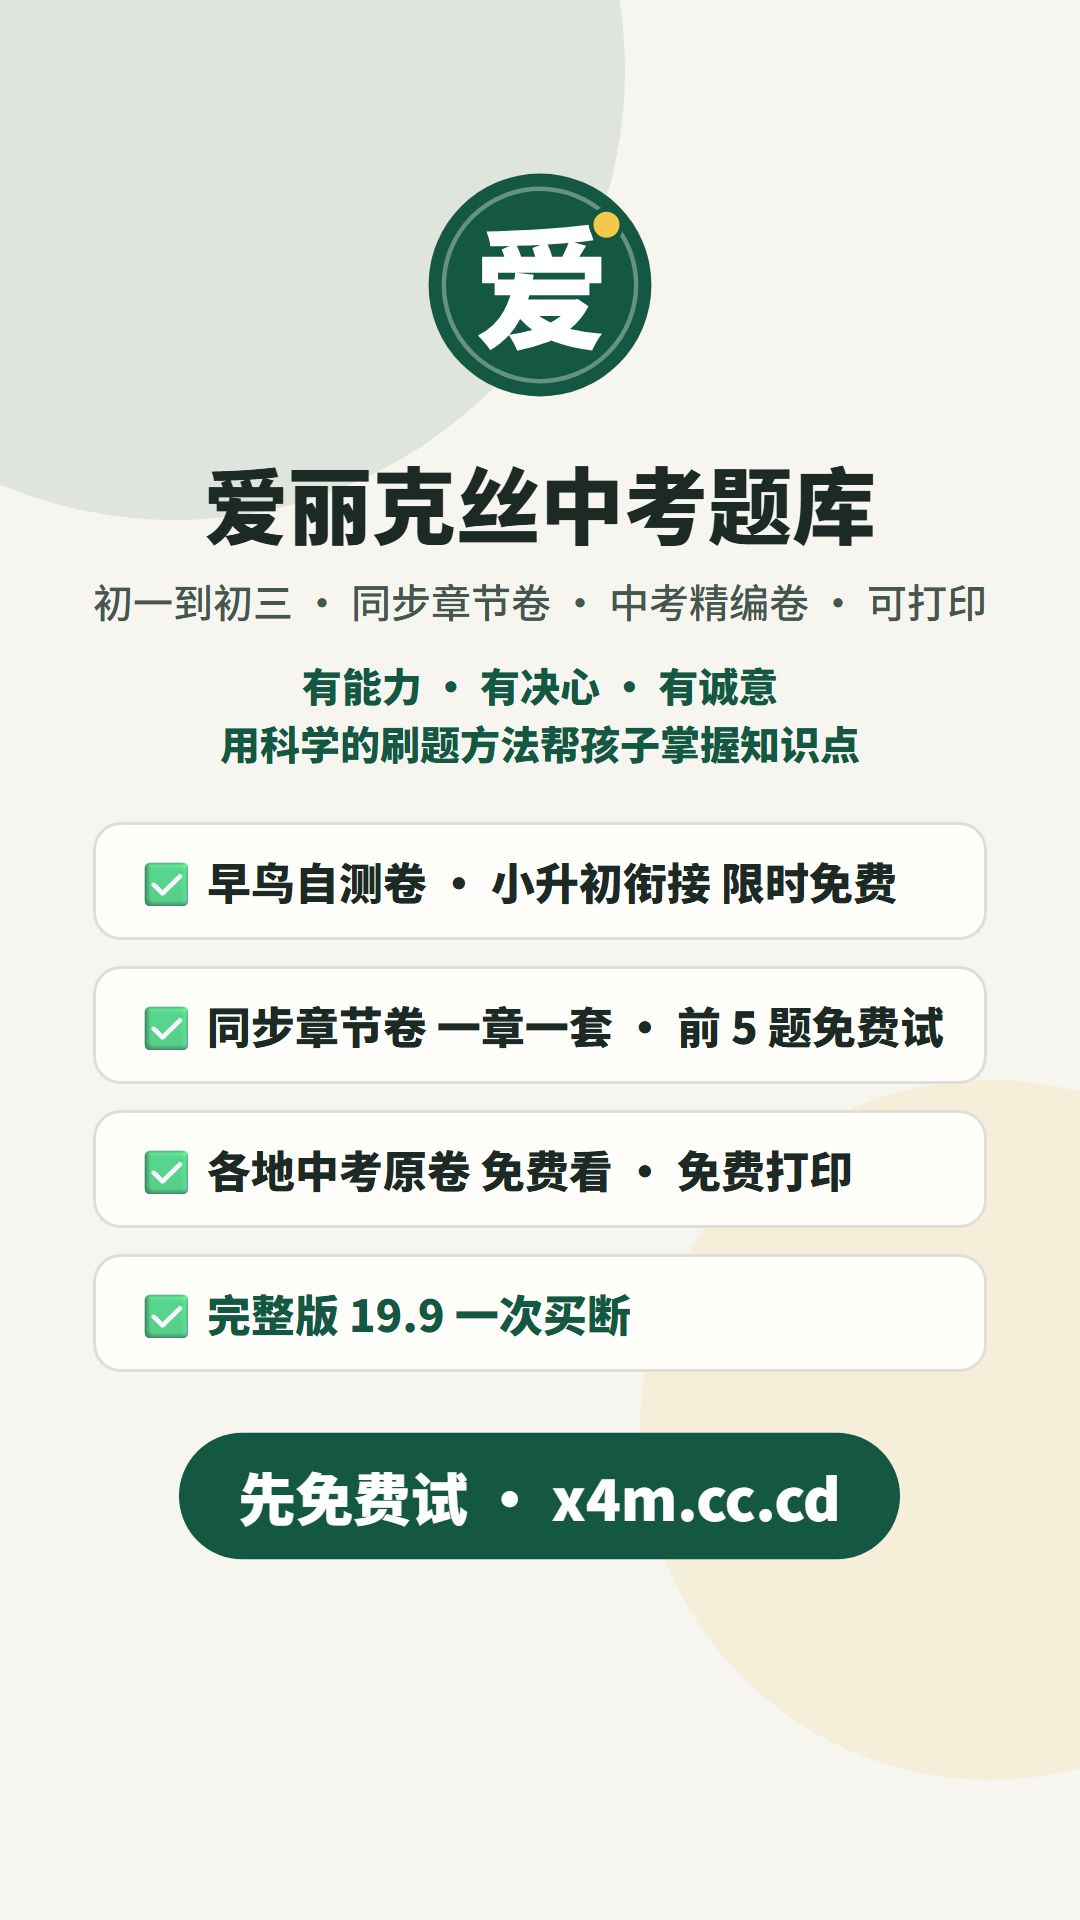 爱
爱丽克丝中考题库
初一到初三 · 同步章节卷 · 中考精编卷 · 可打印
有能力 · 有决心 · 有诚意
用科学的刷题方法帮孩子掌握知识点
✅ 早鸟自测卷 · 小升初衔接 限时免费
✅ 同步章节卷 一章一套 · 前 5 题免费试
✅ 各地中考原卷 免费看 · 免费打印
✅ 完整版 19.9 一次买断
先免费试 · x4m.cc.cd